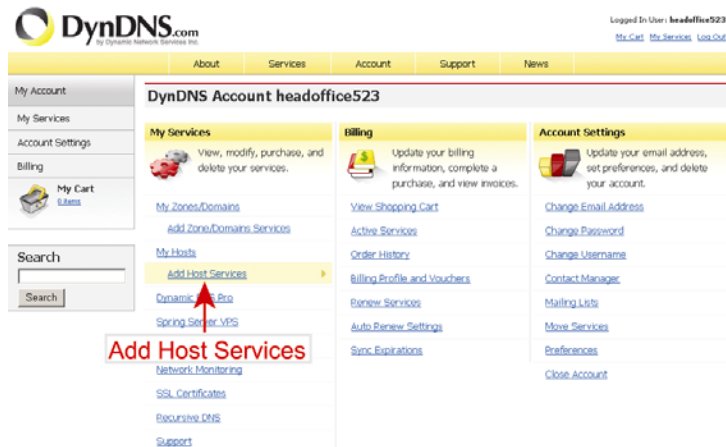 DynDNS.com
by Dynamic Network Services Inc.
Logged In User: headoffice523
My Cart My Services Log Out
About Services Account Support News
My Account
My Services
Account Settings
Billing
My Cart
0 items
Search
Search
DynDNS Account headoffice523
My Services
View, modify, purchase, and
delete your services.
My Zones/Domains
Add Zone/Domains Services
My Hosts
Add Host Services
Dynamic Pro
Spring Server VPS
Add Host Services
Network Monitoring
SSL Certificates
Recursive DNS
Support
Billing
Update your billing
information, complete a
purchase, and view invoices.
View Shopping Cart
Active Services
Order History
Billing Profile and Vouchers
Renew Services
Auto Renew Settings
Sync Expirations
Account Settings
Update your email address,
set preferences, and delete
your account.
Change Email Address
Change Password
Change Username
Contact Manager
Mailing Lists
Move Services
Preferences
Close Account